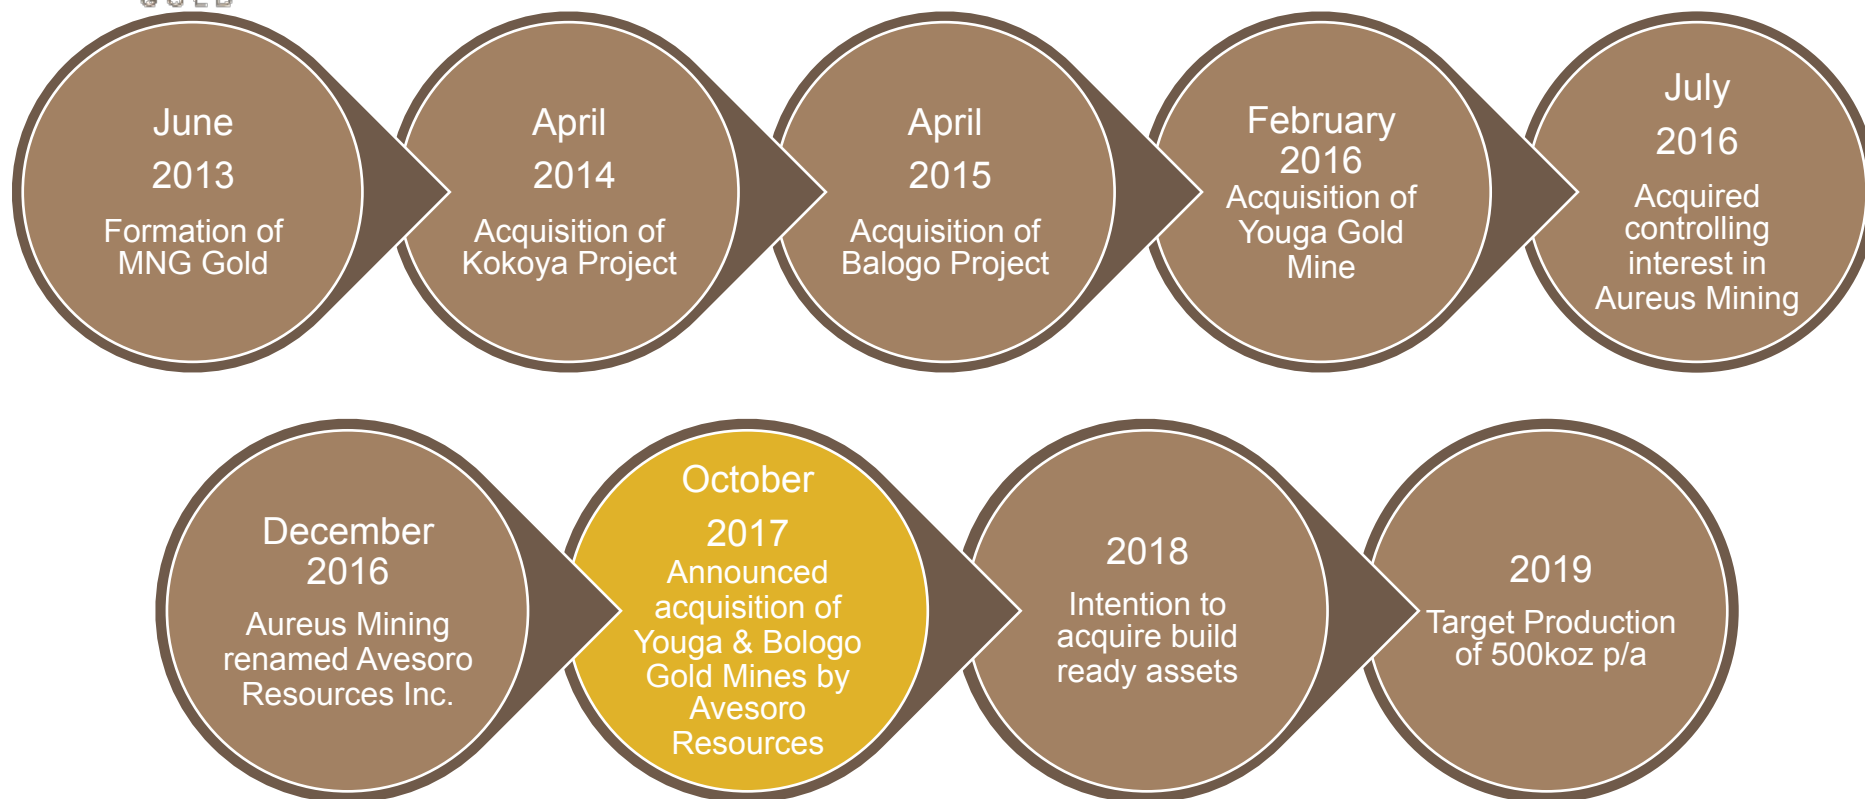 GOLD
June
2013
Formation of
MNG Gold
April
2014
Acquisition of
Kokoya Project
April
2015
Acquisition of
Balogo Project
February
2016
Acquisition of
Youga Gold
Mine
July
2016
Acquired
controlling
interest in
Aureus Mining
December
2016
Aureus Mining
renamed Avesoro
Resources Inc.
October
2017
Announced
acquisition of
Youga & Bologo
Gold Mines by
Avesoro
Resources
2018
Intention to
acquire build
ready assets
2019
Target Production
of 500koz p/a